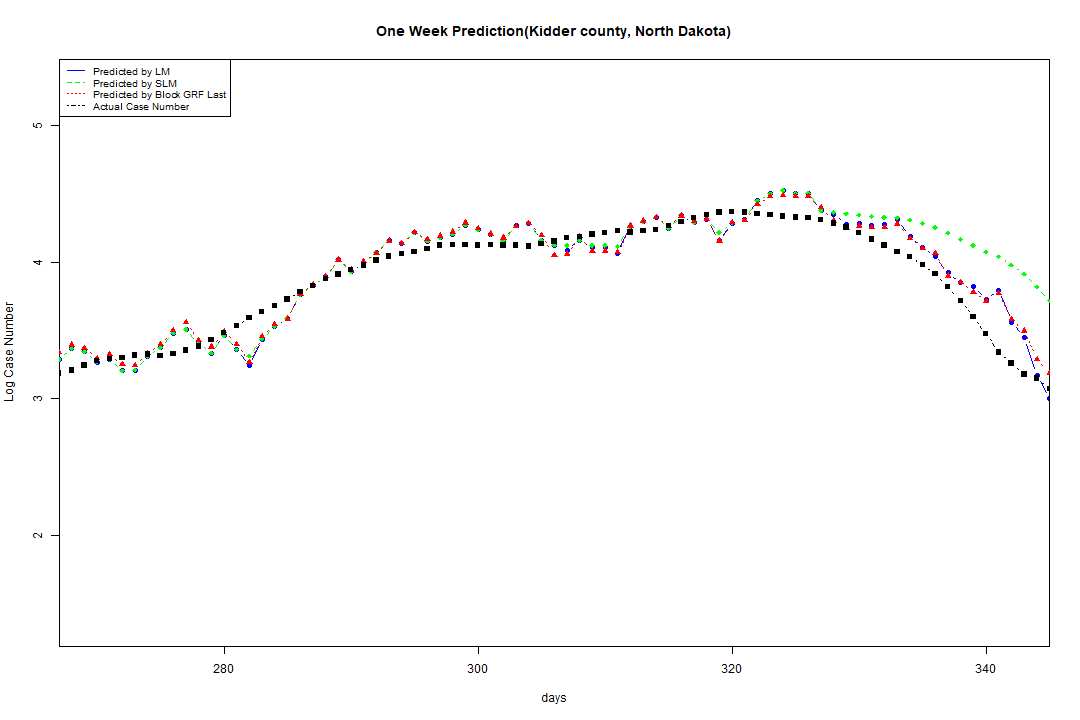 One Week Prediction(Kidder county, North Dakota)
Predicted by LM
Predicted by SLM
Predicted by Block GRF Last
Actual Case Number
5
4
3
2
Log Case Number
280 300 320 340
days